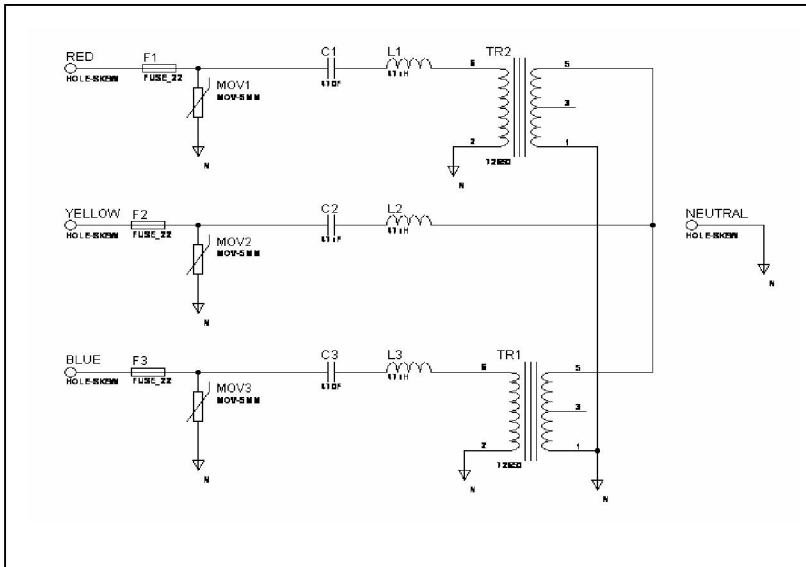 RED
HOLE-SKEW
F1
FUSE_22
MOV1
MOV-5MM
N
C1
L1
TR2
6
2
5
3
1
N
YELLOW
HOLE-SKEW
F2
FUSE_22
MOV2
MOV-5MM
N
C2
L2
NEUTRAL
HOLE-SKEW
N
BLUE
HOLE-SKEW
F3
FUSE_22
MOV3
MOV-5MM
N
C3
L3
TR1
6
2
5
3
1
N
N